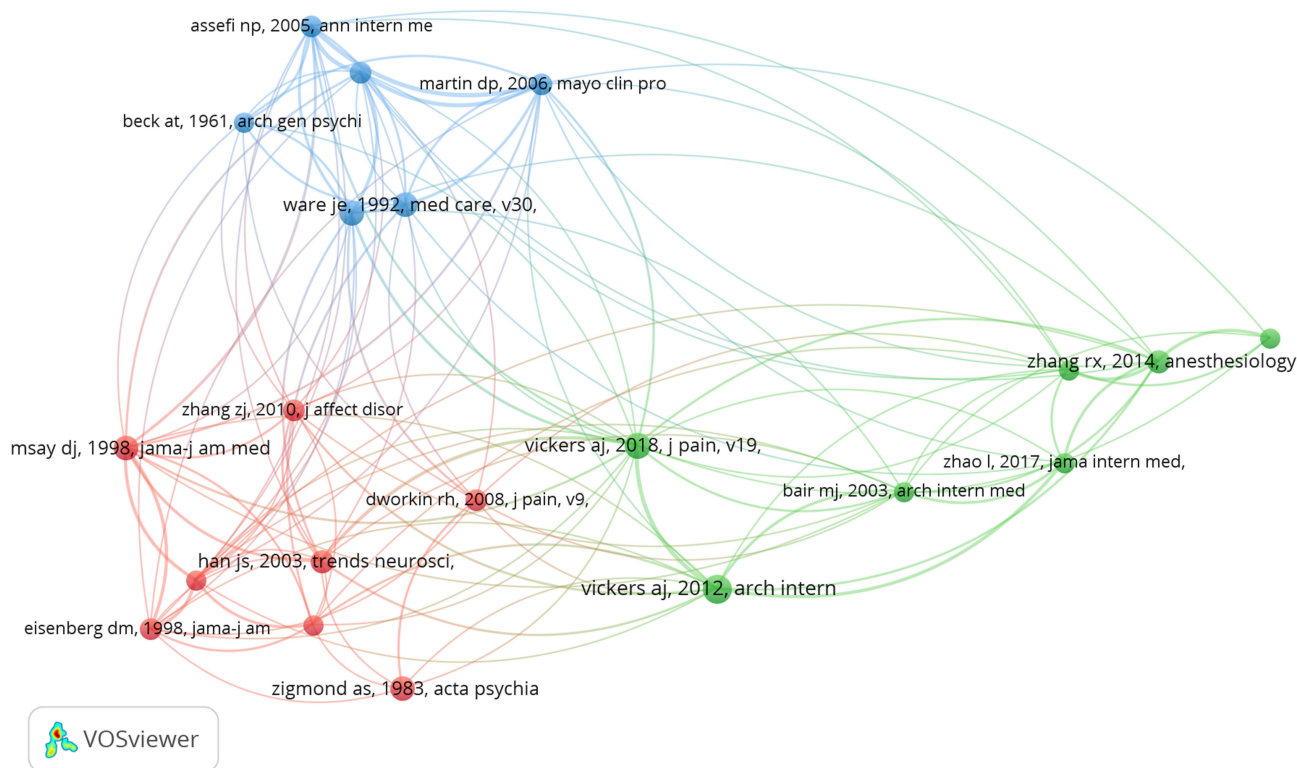 assefi np, 2005, ann intern me
martin dp, 2006, mayo clin pro
beck at, 1961, arch gen psychi
ware je, 1992, med care, v30,
zhang rx, 2014, anesthesiology
zhang zj, 2010, j affect disor
msay dj, 1998, jama-j am med
vickers aj, 2018, j pain, v19,
zhao l, 2017, jama intern med,
bair mj, 2003, arch intern med
dworkin rh, 2008, j pain, v9,
han js, 2003, trends neurosci,
vickers aj, 2012, arch intern
eisenberg dm, 1998, jama-j am
zigmond as, 1983, acta psychia
VOSviewer